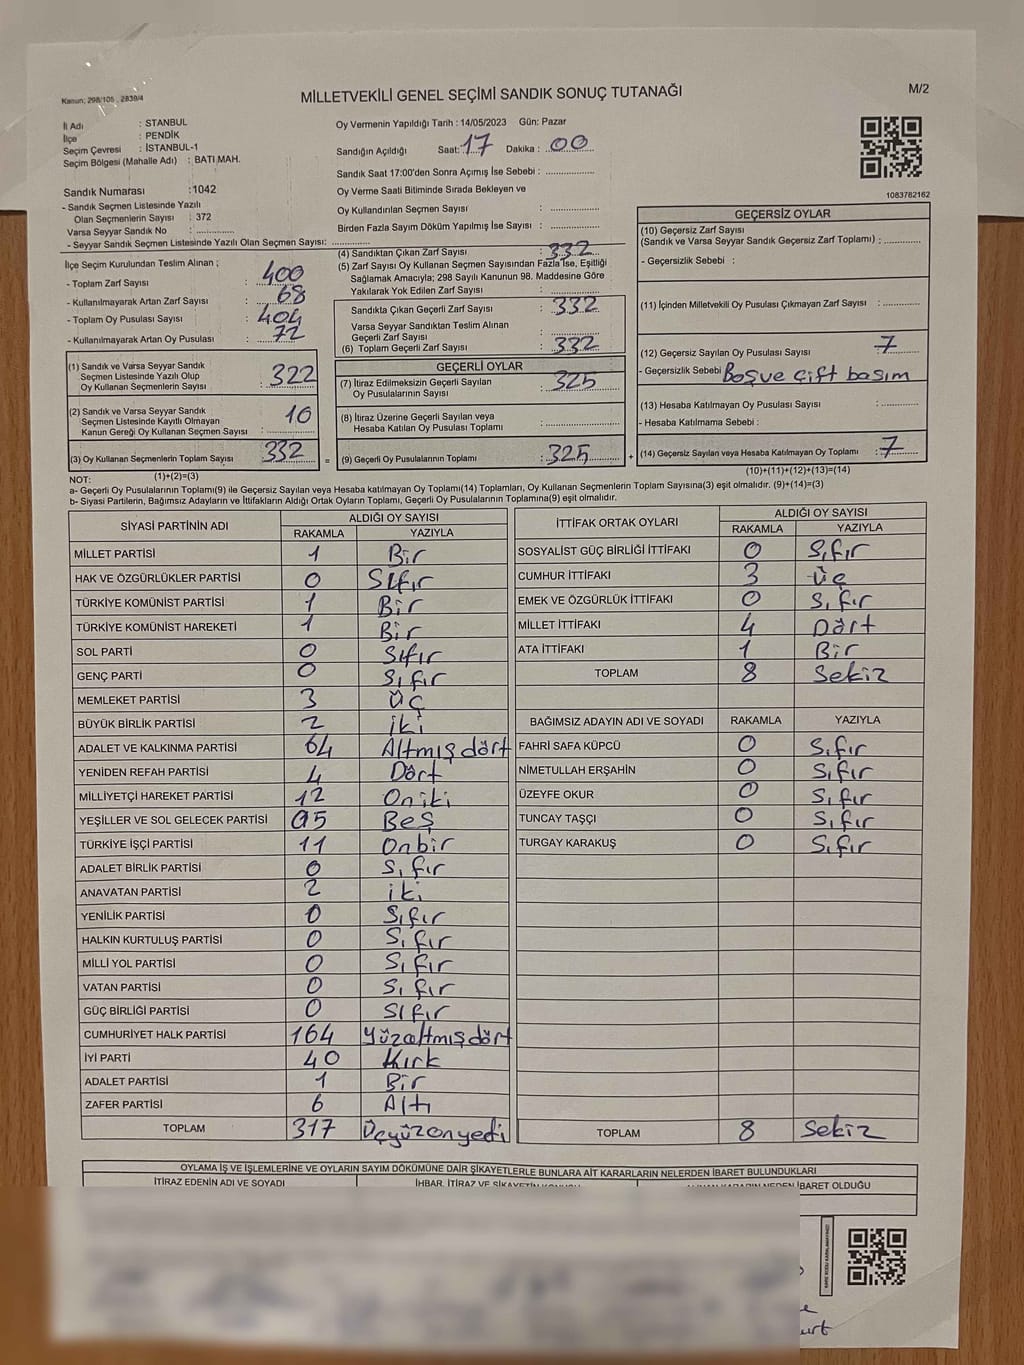 Kanun; 298/105 , 2839/4
MİLLETVEKİLİ GENEL SEÇİMİ SANDIK SONUÇ TUTANAĞI
M/2
İl Adı : STANBUL
İlçe : PENDİK
Seçim Çevresi : İSTANBUL-1
Seçim Bölgesi (Mahalle Adı) : BATI MAH.
Sandık Numarası :1042
- Sandık Seçmen Listesinde Yazılı
Olan Seçmenlerin Sayısı : 372
Varsa Seyyar Sandık No : ..............
- Seyyar Sandık Seçmen Listesinde Yazılı Olan Seçmen Sayısı: ..............
Oy Vermenin Yapıldığı Tarih : 14/05/2023 Gün: Pazar
Sandığın Açıldığı Saat: 17 Dakika : 00
Sandık Saat 17:00'den Sonra Açımış İse Sebebi : ..............
Oy Verme Saati Bitiminde Sırada Bekleyen ve
Oy Kullandırılan Seçmen Sayısı : ..............
Birden Fazla Sayım Döküm Yapılmış İse Sayısı : ..............
1083782162
İlçe Seçim Kurulundan Teslim Alınan ;
- Toplam Zarf Sayısı : 400
- Kullanılmayarak Artan Zarf Sayısı : 68
- Toplam Oy Pusulası Sayısı : 404
- Kullanılmayarak Artan Oy Pusulası : 72
(1) Sandık ve Varsa Seyyar Sandık
Seçmen Listesinde Yazılı Olup
Oy Kullanan Seçmenlerin Sayısı : 322
(2) Sandık ve Varsa Seyyar Sandık
Seçmen Listesinde Kayıtlı Olmayan
Kanun Gereği Oy Kullanan Seçmen Sayısı : 10
(3) Oy Kullanan Seçmenlerin Toplam Sayısı : 332
(1)+(2)=(3)
(4) Sandıktan Çıkan Zarf Sayısı : 332
(5) Zarf Sayısı Oy Kullanan Seçmen Sayısından Fazla İse, Eşitliği
Sağlamak Amacıyla; 298 Sayılı Kanunun 98. Maddesine Göre
Yakılarak Yok Edilen Zarf Sayısı : ..............
Sandıkta Çıkan Geçerli Zarf Sayısı : 332
Varsa Seyyar Sandıktan Teslim Alınan
Geçerli Zarf Sayısı : ..............
(6) Toplam Geçerli Zarf Sayısı : 332
GEÇERLİ OYLAR
(7) İtiraz Edilmeksizin Geçerli Sayılan
Oy Pusulalarının Sayısı : 325
(8) İtiraz Üzerine Geçerli Sayılan veya
Hesaba Katılan Oy Pusulası Toplamı : ..............
= (9) Geçerli Oy Pusulalarının Toplamı : 325 +
GEÇERSİZ OYLAR
(10) Geçersiz Zarf Sayısı
(Sandık ve Varsa Seyyar Sandık Geçersiz Zarf Toplamı) : ..............
- Geçersizlik Sebebi :
(11) İçinden Milletvekili Oy Pusulası Çıkmayan Zarf Sayısı : ..............
(12) Geçersiz Sayılan Oy Pusulası Sayısı : 7
- Geçersizlik Sebebi : Boş ve çift basım
(13) Hesaba Katılmayan Oy Pusulası Sayısı : ..............
- Hesaba Katılmama Sebebi :
(14) Geçersiz Sayılan veya Hesaba Katılmayan Oy Toplamı : 7
(10)+(11)+(12)+(13)=(14)
NOT:
a- Geçerli Oy Pusulalarının Toplamı(9) ile Geçersiz Sayılan veya Hesaba katılmayan Oy Toplamı(14) Toplamları, Oy Kullanan Seçmenlerin Toplam Sayısına(3) eşit olmalıdır. (9)+(14)=(3)
b- Siyasi Partilerin, Bağımsız Adayların ve İttifakların Aldığı Ortak Oyların Toplamı, Geçerli Oy Pusulalarının Toplamına(9) eşit olmalıdır.
SİYASİ PARTİNİN ADI ALDIĞI OY SAYISI
RAKAMLA YAZIYLA
MİLLET PARTİSİ 1 Bir
HAK VE ÖZGÜRLÜKLER PARTİSİ 0 Sıfır
TÜRKİYE KOMÜNİST PARTİSİ 1 Bir
TÜRKİYE KOMÜNİST HAREKETİ 1 Bir
SOL PARTİ 0 Sıfır
GENÇ PARTİ 0 Sıfır
MEMLEKET PARTİSİ 3 Üç
BÜYÜK BİRLİK PARTİSİ 2 iki
ADALET VE KALKINMA PARTİSİ 64 Altmışdört
YENİDEN REFAH PARTİSİ 4 Dört
MİLLİYETÇİ HAREKET PARTİSİ 12 Oniki
YEŞİLLER VE SOL GELECEK PARTİSİ 05 Beş
TÜRKİYE İŞÇİ PARTİSİ 11 Onbir
ADALET BİRLİK PARTİSİ 0 Sıfır
ANAVATAN PARTİSİ 2 iki
YENİLİK PARTİSİ 0 Sıfır
HALKIN KURTULUŞ PARTİSİ 0 Sıfır
MİLLİ YOL PARTİSİ 0 Sıfır
VATAN PARTİSİ 0 Sıfır
GÜÇ BİRLİĞİ PARTİSİ 0 Sıfır
CUMHURİYET HALK PARTİSİ 164 Yüzaltmışdört
İYİ PARTİ 40 Kırk
ADALET PARTİSİ 1 Bir
ZAFER PARTİSİ 6 Altı
TOPLAM 317 Üçyüzonyedi
İTTİFAK ORTAK OYLARI ALDIĞI OY SAYISI
RAKAMLA YAZIYLA
SOSYALİST GÜÇ BİRLİĞİ İTTİFAKI 0 Sıfır
CUMHUR İTTİFAKI 3 Üç
EMEK VE ÖZGÜRLÜK İTTİFAKI 0 Sıfır
MİLLET İTTİFAKI 4 Dört
ATA İTTİFAKI 1 Bir
TOPLAM 8 Sekiz
BAĞIMSIZ ADAYIN ADI VE SOYADI RAKAMLA YAZIYLA
FAHRİ SAFA KÜPCÜ 0 Sıfır
NİMETULLAH ERŞAHİN 0 Sıfır
ÜZEYFE OKUR 0 Sıfır
TUNCAY TAŞÇI 0 Sıfır
TURGAY KARAKUŞ 0 Sıfır
TOPLAM 8 Sekiz
OYLAMA İŞ VE İŞLEMLERİNE VE OYLARIN SAYIM DÖKÜMÜNE DAİR ŞİKAYETLERLE BUNLARA AİT KARARLARIN NELERDEN İBARET BULUNDUKLARI
İTİRAZ EDENİN ADI VE SOYADI İHBAR, İTİRAZ VE ŞİKAYETİN KONUSU ALINAN KARARIN NEDEN İBARET OLDUĞU